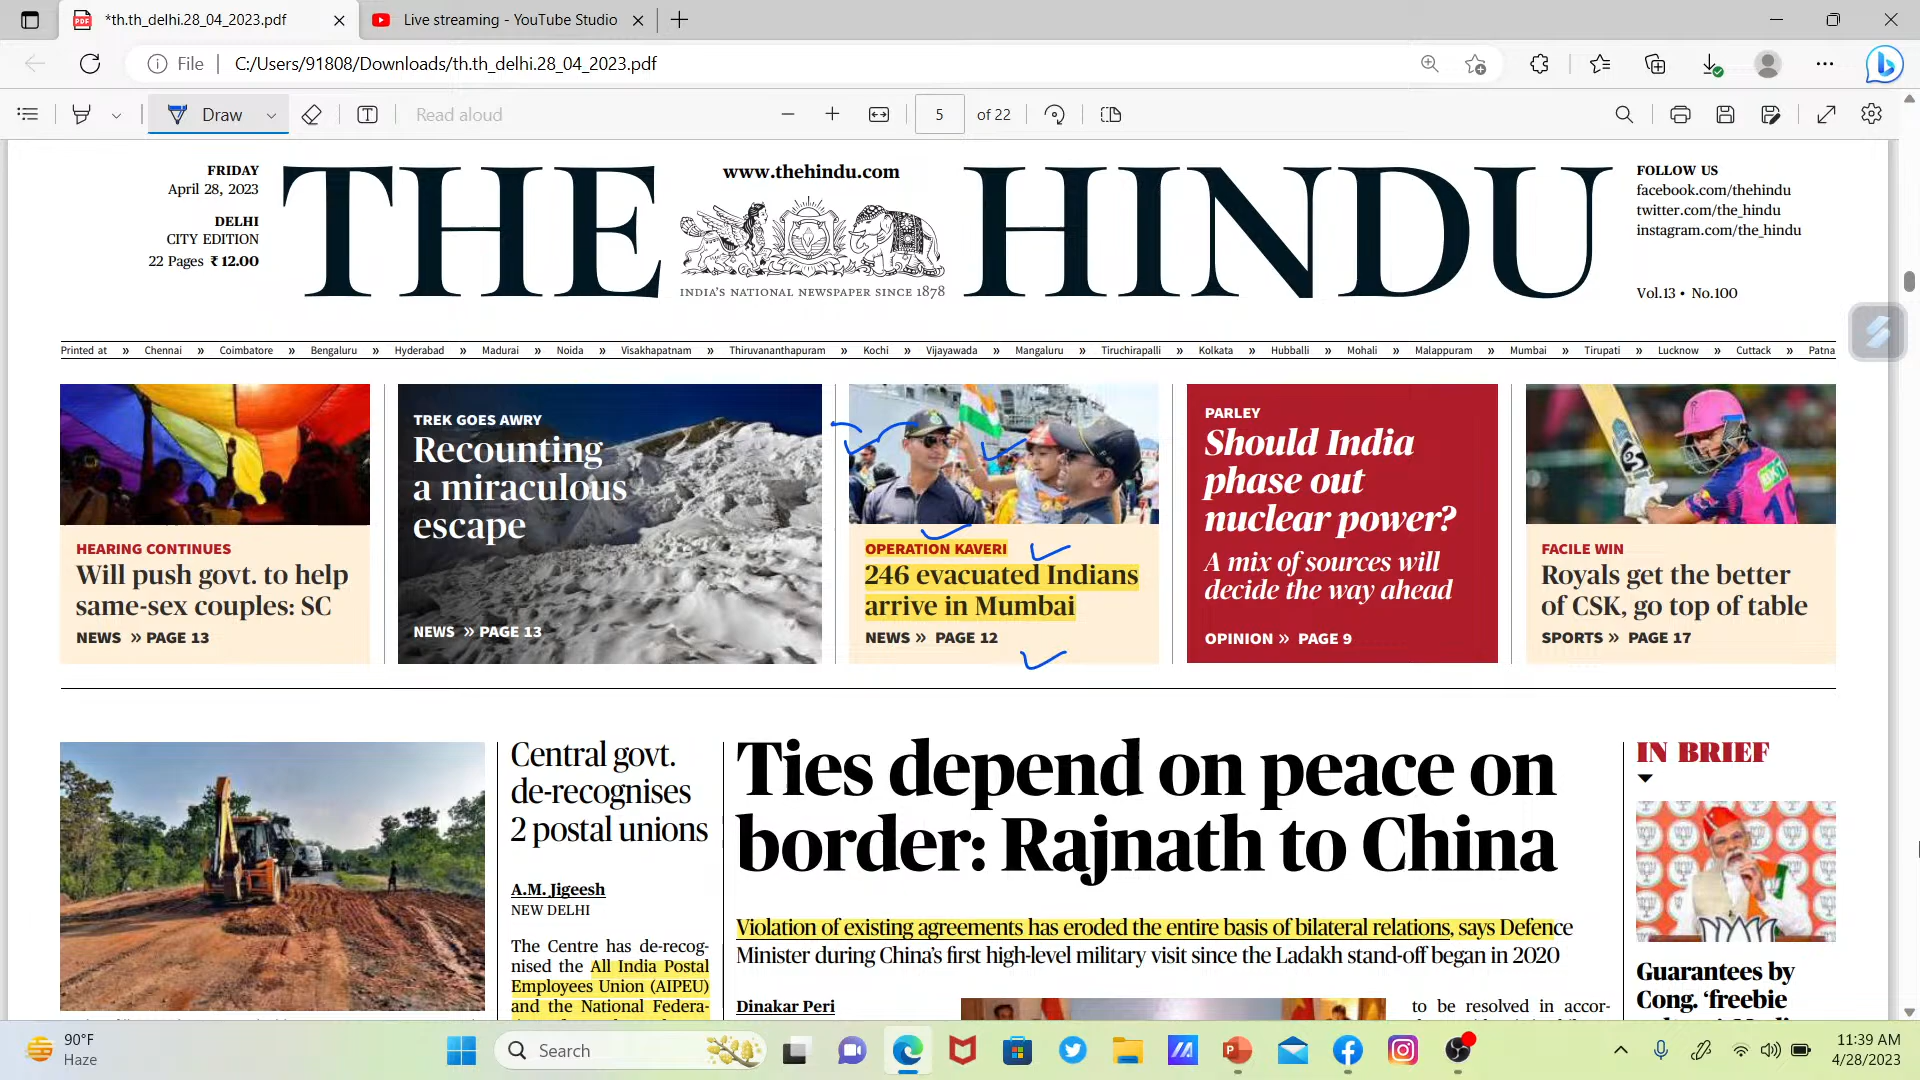 *th.th_delhi.28_04_2023.pdf
Live streaming - YouTube Studio
File
C:/Users/91808/Downloads/th.th_delhi.28_04_2023.pdf
Draw
Read aloud
5
of 22
FRIDAY
April 28, 2023
DELHI
CITY EDITION
22 Pages ₹ 12.00
THE HINDU
www.thehindu.com
INDIA'S NATIONAL NEWSPAPER SINCE 1878
FOLLOW US
facebook.com/thehindu
twitter.com/the_hindu
instagram.com/the_hindu
Vol.13 • No.100
Printed at » Chennai » Coimbatore » Bengaluru » Hyderabad » Madurai » Noida » Visakhapatnam » Thiruvananthapuram » Kochi » Vijayawada » Mangaluru » Tiruchirapalli » Kolkata » Hubballi » Mohali » Malappuram » Mumbai » Tirupati » Lucknow » Cuttack » Patna
HEARING CONTINUES
Will push govt. to help
same-sex couples: SC
NEWS » PAGE 13
TREK GOES AWRY
Recounting
a miraculous
escape
NEWS » PAGE 13
OPERATION KAVERI
246 evacuated Indians
arrive in Mumbai
NEWS » PAGE 12
PARLEY
Should India
phase out
nuclear power?
A mix of sources will
decide the way ahead
OPINION » PAGE 9
FACILE WIN
Royals get the better
of CSK, go top of table
SPORTS » PAGE 17
Central govt.
de-recognises
2 postal unions
A.M. Jigeesh
NEW DELHI
The Centre has de-recog-
nised the All India Postal
Employees Union (AIPEU)
and the National Federa-
Ties depend on peace on
border: Rajnath to China
Violation of existing agreements has eroded the entire basis of bilateral relations, says Defence
Minister during China's first high-level military visit since the Ladakh stand-off began in 2020
Dinakar Peri
to be resolved in accor-
IN BRIEF
Guarantees by
Cong. 'freebie
90°F
Haze
Search
11:39 AM
4/28/2023